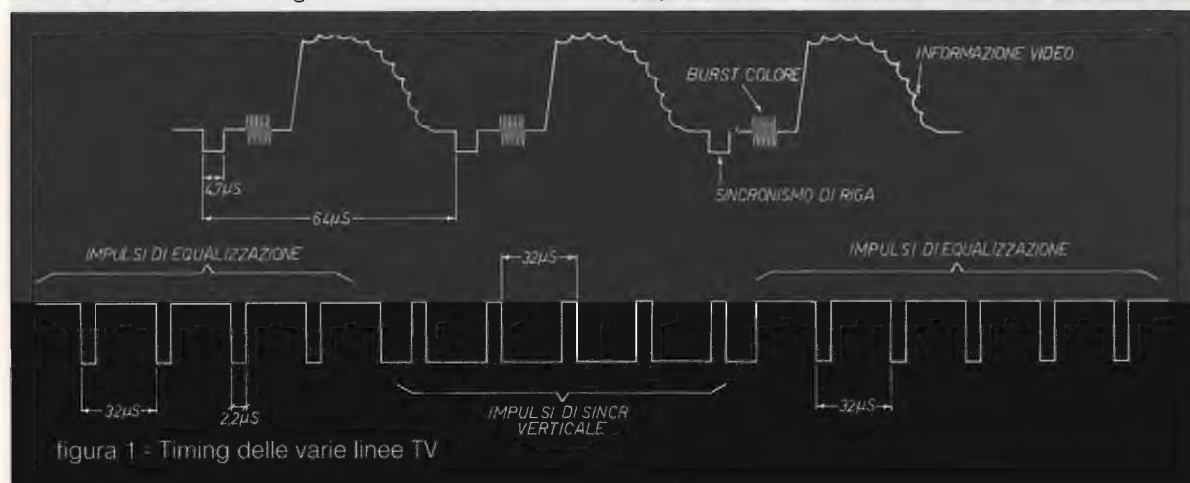 INFORMAZIONE VIDEO
BURST COLORE
4,7µS
SINCRONISMO DI RIGA
64µS
IMPULSI DI EQUALIZZAZIONE
32µS
IMPULSI DI EQUALIZZAZIONE
32µS
2,2µS
IMPULSI DI SINCR
VERTICALE
32µS
figura 1 - Timing delle varie linee TV